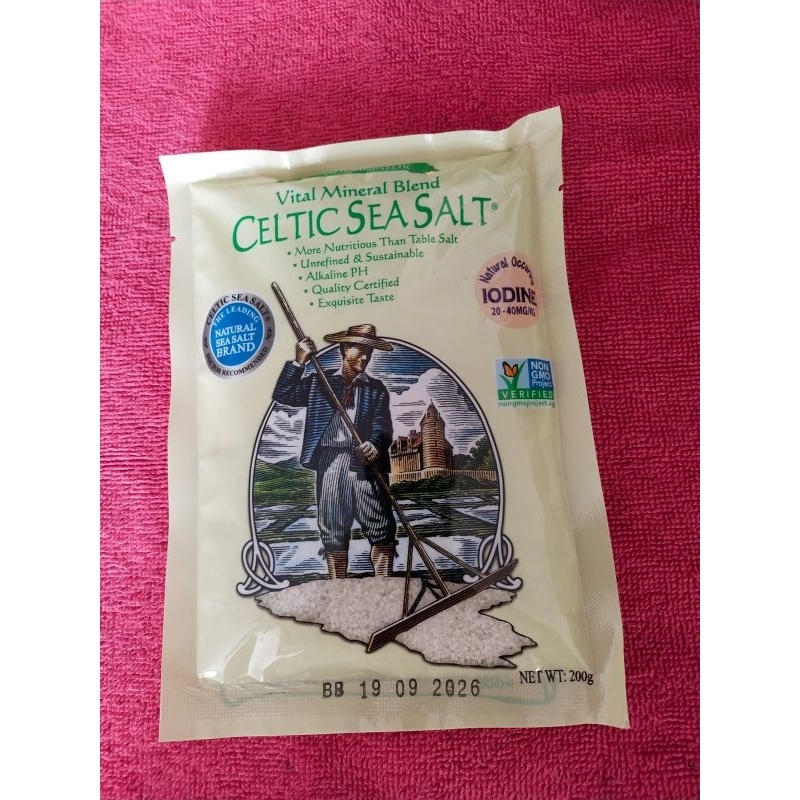 Vital Mineral Blend
CELTIC SEA SALT®
• More Nutritious Than Table Salt
• Unrefined & Sustainable
• Alkaline PH
• Quality Certified
• Exquisite Taste
Natural Occuring
IODINE
20 - 40MG/KG
CELTIC SEA SALT®
THE LEADING
NATURAL
SEA SALT
BRAND
DOCTOR RECOMMENDED
NON
GMO
Project
VERIFIED
nongmoproject.org
NET WT: 200g
BB 19 09 2026